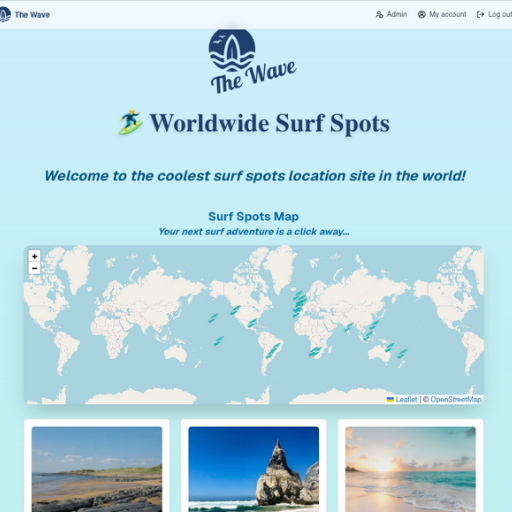 The Wave
Admin
My account
Log out
The Wave
Worldwide Surf Spots
Welcome to the coolest surf spots location site in the world!
Surf Spots Map
Your next surf adventure is a click away...
+
−
Leaflet | © OpenStreetMap